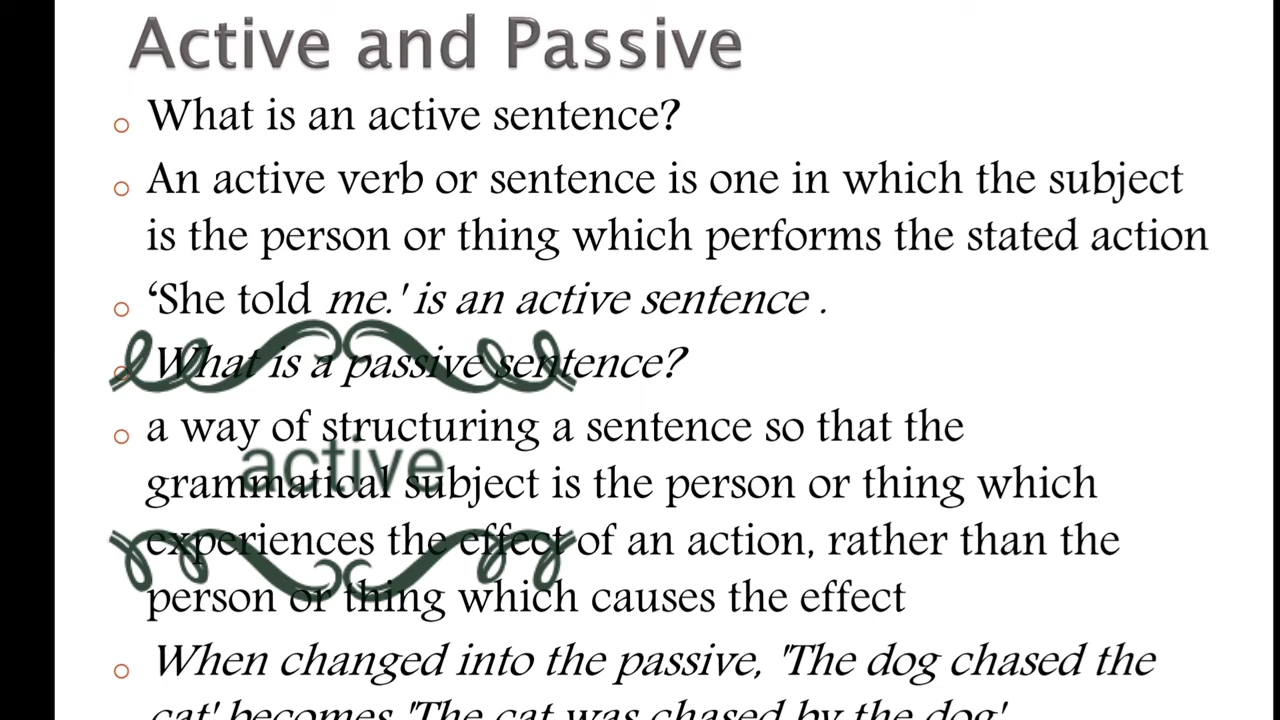 Active and Passive
What is an active sentence?
An active verb or sentence is one in which the subject
is the person or thing which performs the stated action
‘She told me.' is an active sentence .
What is a passive sentence?
a way of structuring a sentence so that the
active
grammatical subject is the person or thing which
experiences the effect of an action, rather than the
person or thing which causes the effect
When changed into the passive, 'The dog chased the
cat' becomes 'The cat was chased by the dog'